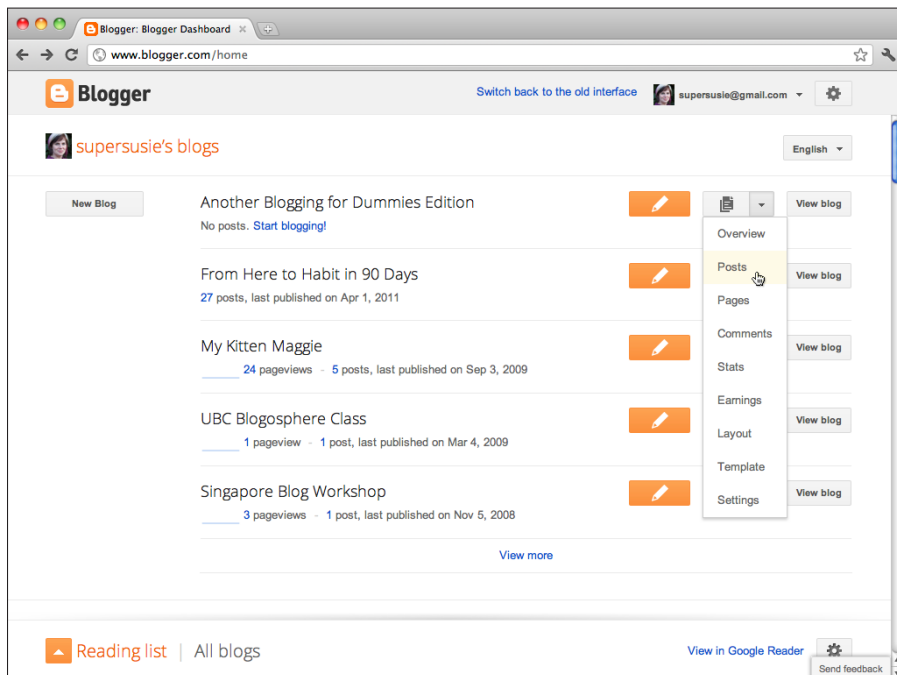 Blogger: Blogger Dashboard
www.blogger.com/home
Blogger
Switch back to the old interface
supersusie@gmail.com
supersusie's blogs
English
New Blog
Another Blogging for Dummies Edition
View blog
No posts. Start blogging!
Overview
From Here to Habit in 90 Days
Posts
View blog
27 posts, last published on Apr 1, 2011
Pages
My Kitten Maggie
Comments
View blog
24 pageviews - 5 posts, last published on Sep 3, 2009
Stats
Earnings
UBC Blogosphere Class
View blog
1 pageview - 1 post, last published on Mar 4, 2009
Layout
Template
Singapore Blog Workshop
View blog
3 pageviews - 1 post, last published on Nov 5, 2008
Settings
View more
Reading list | All blogs
View in Google Reader
Send feedback